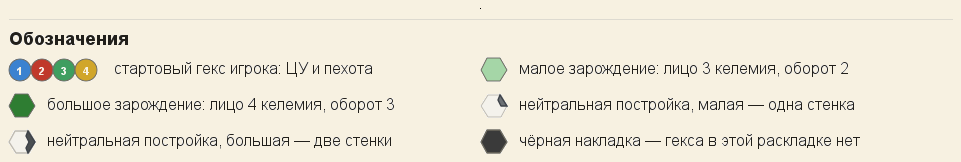 Обозначения
1 2 3 4 стартовый гекс игрока: ЦУ и пехота
малое зарождение: лицо 3 келемия, оборот 2
большое зарождение: лицо 4 келемия, оборот 3
нейтральная постройка, малая — одна стенка
нейтральная постройка, большая — две стенки
чёрная накладка — гекса в этой раскладке нет